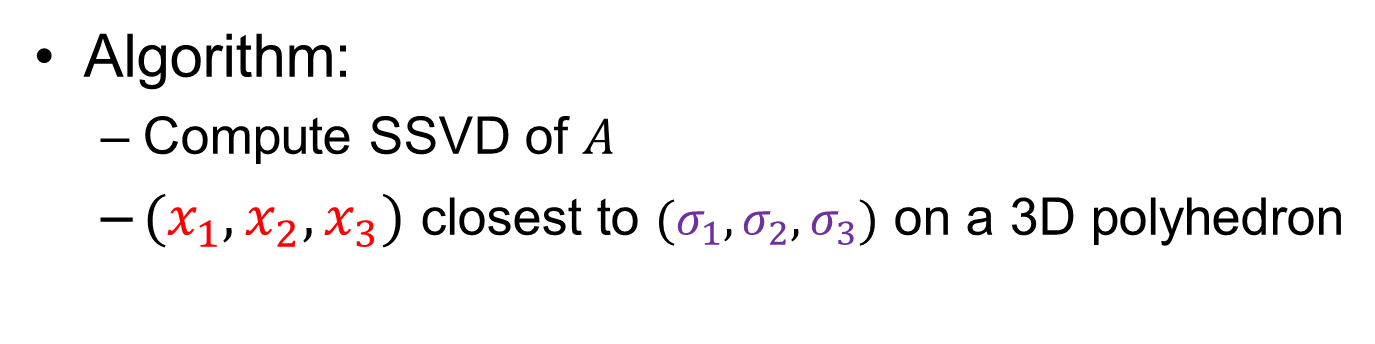 • Algorithm:
– Compute SSVD of A
– (x₁, x₂, x₃) closest to (σ₁, σ₂, σ₃) on a 3D polyhedron